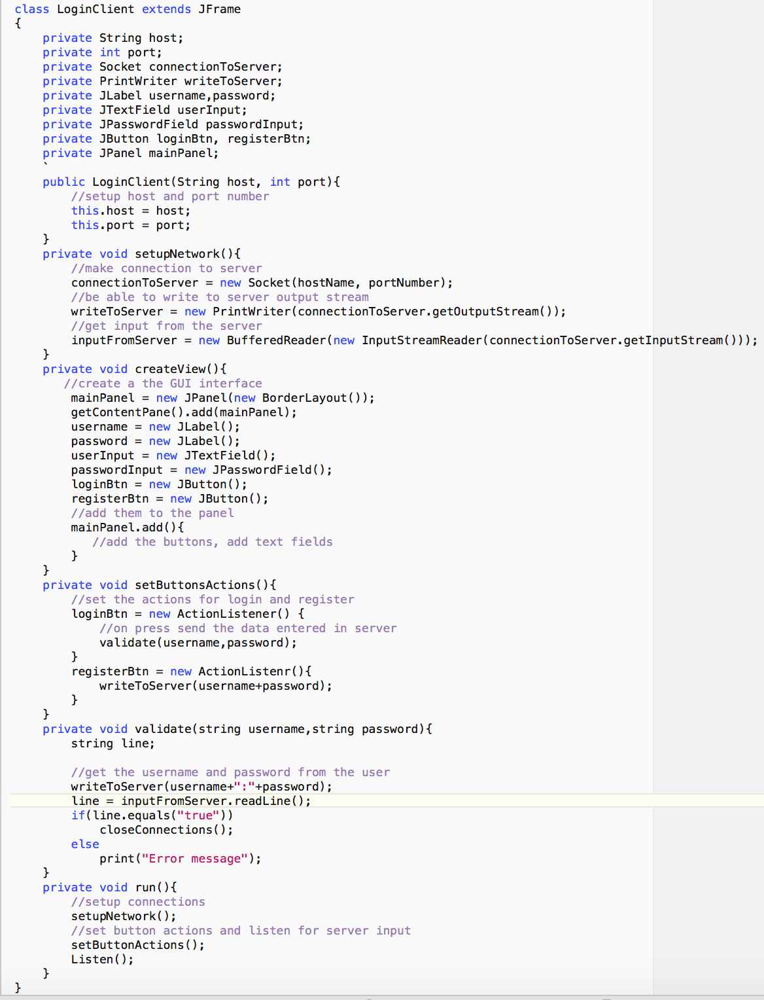 class LoginClient extends JFrame
{
    private String host;
    private int port;
    private Socket connectionToServer;
    private PrintWriter writeToServer;
    private JLabel username,password;
    private JTextField userInput;
    private JPasswordField passwordInput;
    private JButton loginBtn, registerBtn;
    private JPanel mainPanel;
    `
    public LoginClient(String host, int port){
        //setup host and port number
        this.host = host;
        this.port = port;
    }
    private void setupNetwork(){
        //make connection to server
        connectionToServer = new Socket(hostName, portNumber);
        //be able to write to server output stream
        writeToServer = new PrintWriter(connectionToServer.getOutputStream());
        //get input from the server
        inputFromServer = new BufferedReader(new InputStreamReader(connectionToServer.getInputStream()));
    }
    private void createView(){
       //create a the GUI interface
        mainPanel = new JPanel(new BorderLayout());
        getContentPane().add(mainPanel);
        username = new JLabel();
        password = new JLabel();
        userInput = new JTextField();
        passwordInput = new JPasswordField();
        loginBtn = new JButton();
        registerBtn = new JButton();
        //add them to the panel
        mainPanel.add(){
           //add the buttons, add text fields
        }
    }
    private void setButtonsActions(){
        //set the actions for login and register
        loginBtn = new ActionListener() {
            //on press send the data entered in server
            validate(username,password);
        }
        registerBtn = new ActionListenr(){
            writeToServer(username+password);
        }
    }
    private void validate(string username,string password){
        string line;

        //get the username and password from the user
        writeToServer(username+":"+password);
        line = inputFromServer.readLine();
        if(line.equals("true"))
            closeConnections();
        else
            print("Error message");
    }
    private void run(){
        //setup connections
        setupNetwork();
        //set button actions and listen for server input
        setButtonActions();
        Listen();
    }
}